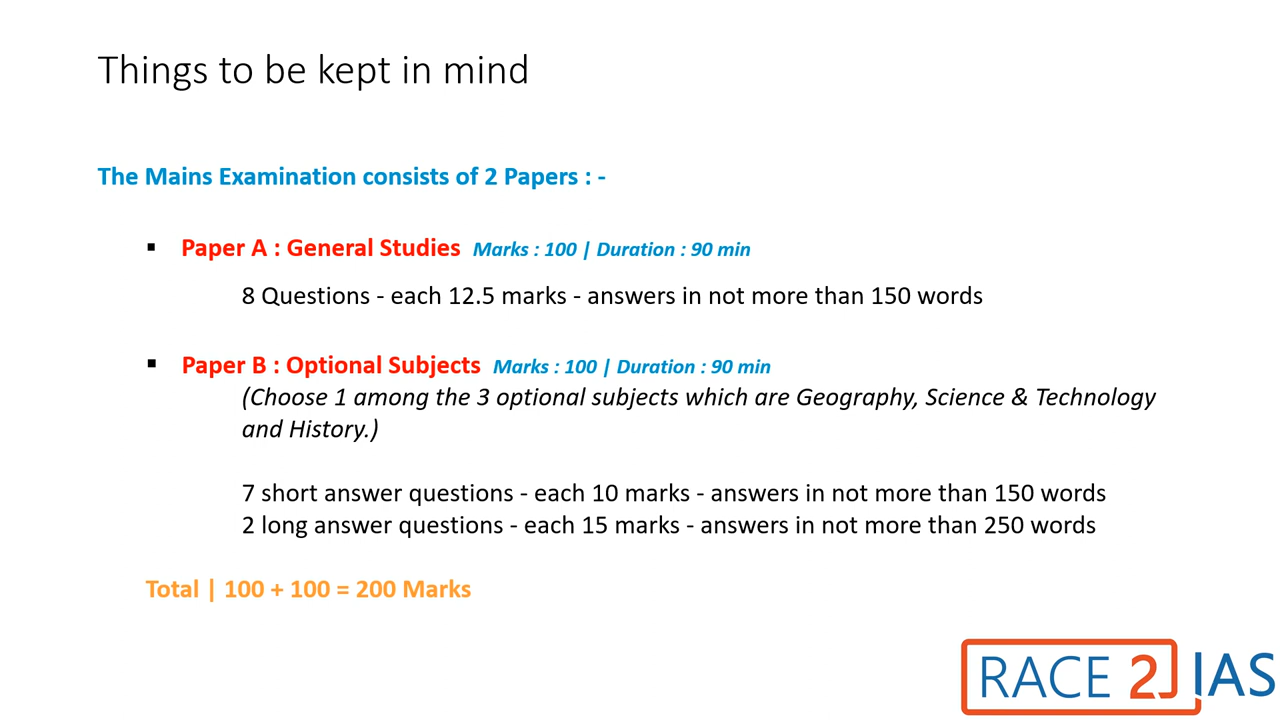 Things to be kept in mind
The Mains Examination consists of 2 Papers : -
▪ Paper A : General Studies Marks : 100 | Duration : 90 min
8 Questions - each 12.5 marks - answers in not more than 150 words
▪ Paper B : Optional Subjects Marks : 100 | Duration : 90 min
(Choose 1 among the 3 optional subjects which are Geography, Science & Technology
and History.)
7 short answer questions - each 10 marks - answers in not more than 150 words
2 long answer questions - each 15 marks - answers in not more than 250 words
Total | 100 + 100 = 200 Marks
RACE 2 IAS